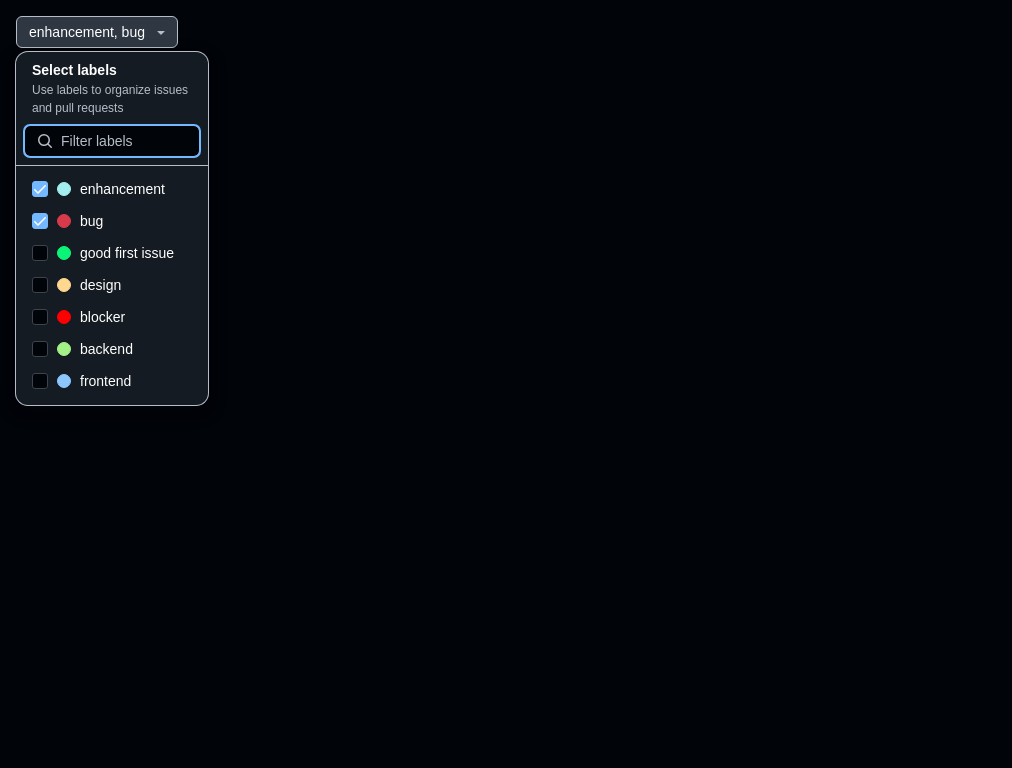 enhancement, bug
Select labels
Use labels to organize issues
and pull requests
Filter labels
enhancement
bug
good first issue
design
blocker
backend
frontend